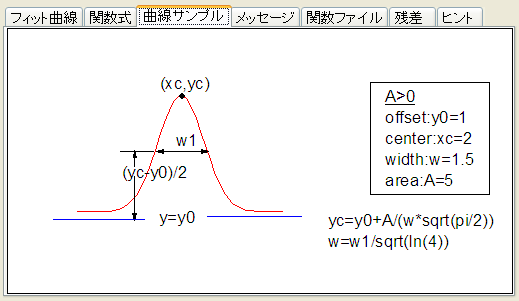 フィット曲線 関数式 曲線サンプル メッセージ 関数ファイル 残差 ヒント
(xc,yc)
w1
(yc-y0)/2
y=y0
A>0
offset:y0=1
center:xc=2
width:w=1.5
area:A=5
yc=y0+A/(w*sqrt(pi/2))
w=w1/sqrt(ln(4))